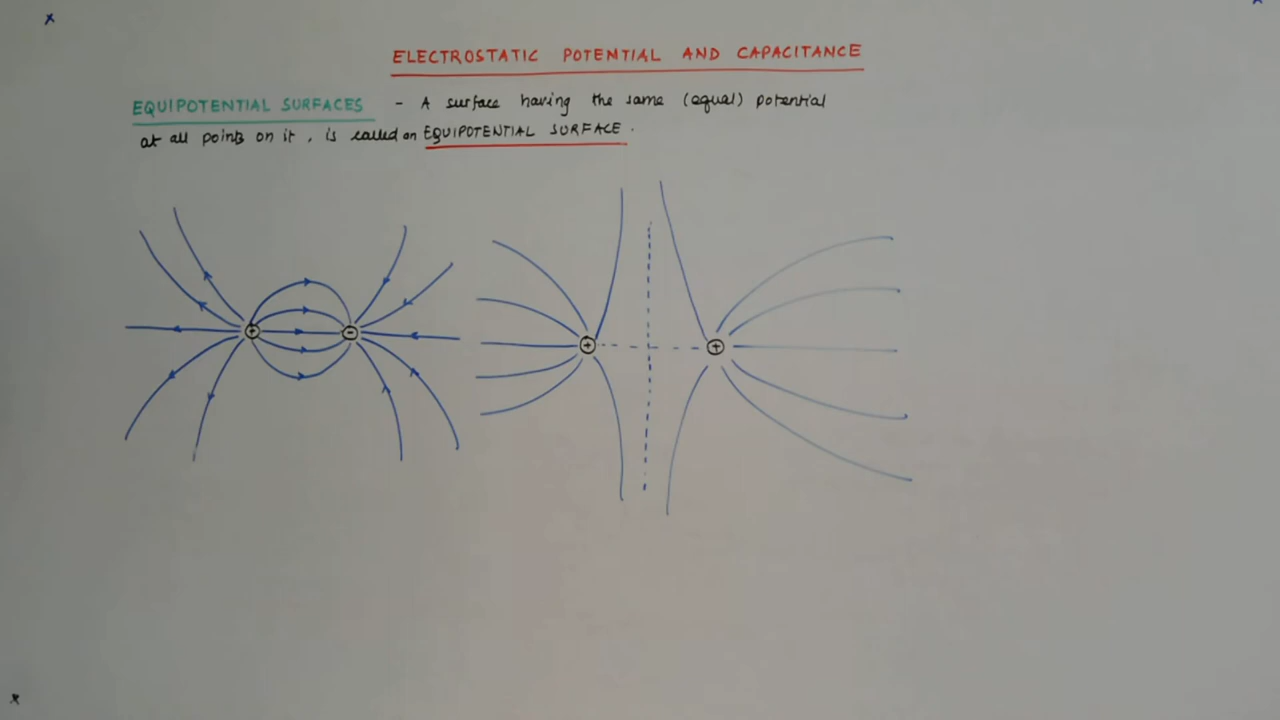 ELECTROSTATIC POTENTIAL AND CAPACITANCE
EQUIPOTENTIAL SURFACES - A surface having the same (equal) potential
at all points on it, is called an EQUIPOTENTIAL SURFACE.
+ -
+ +